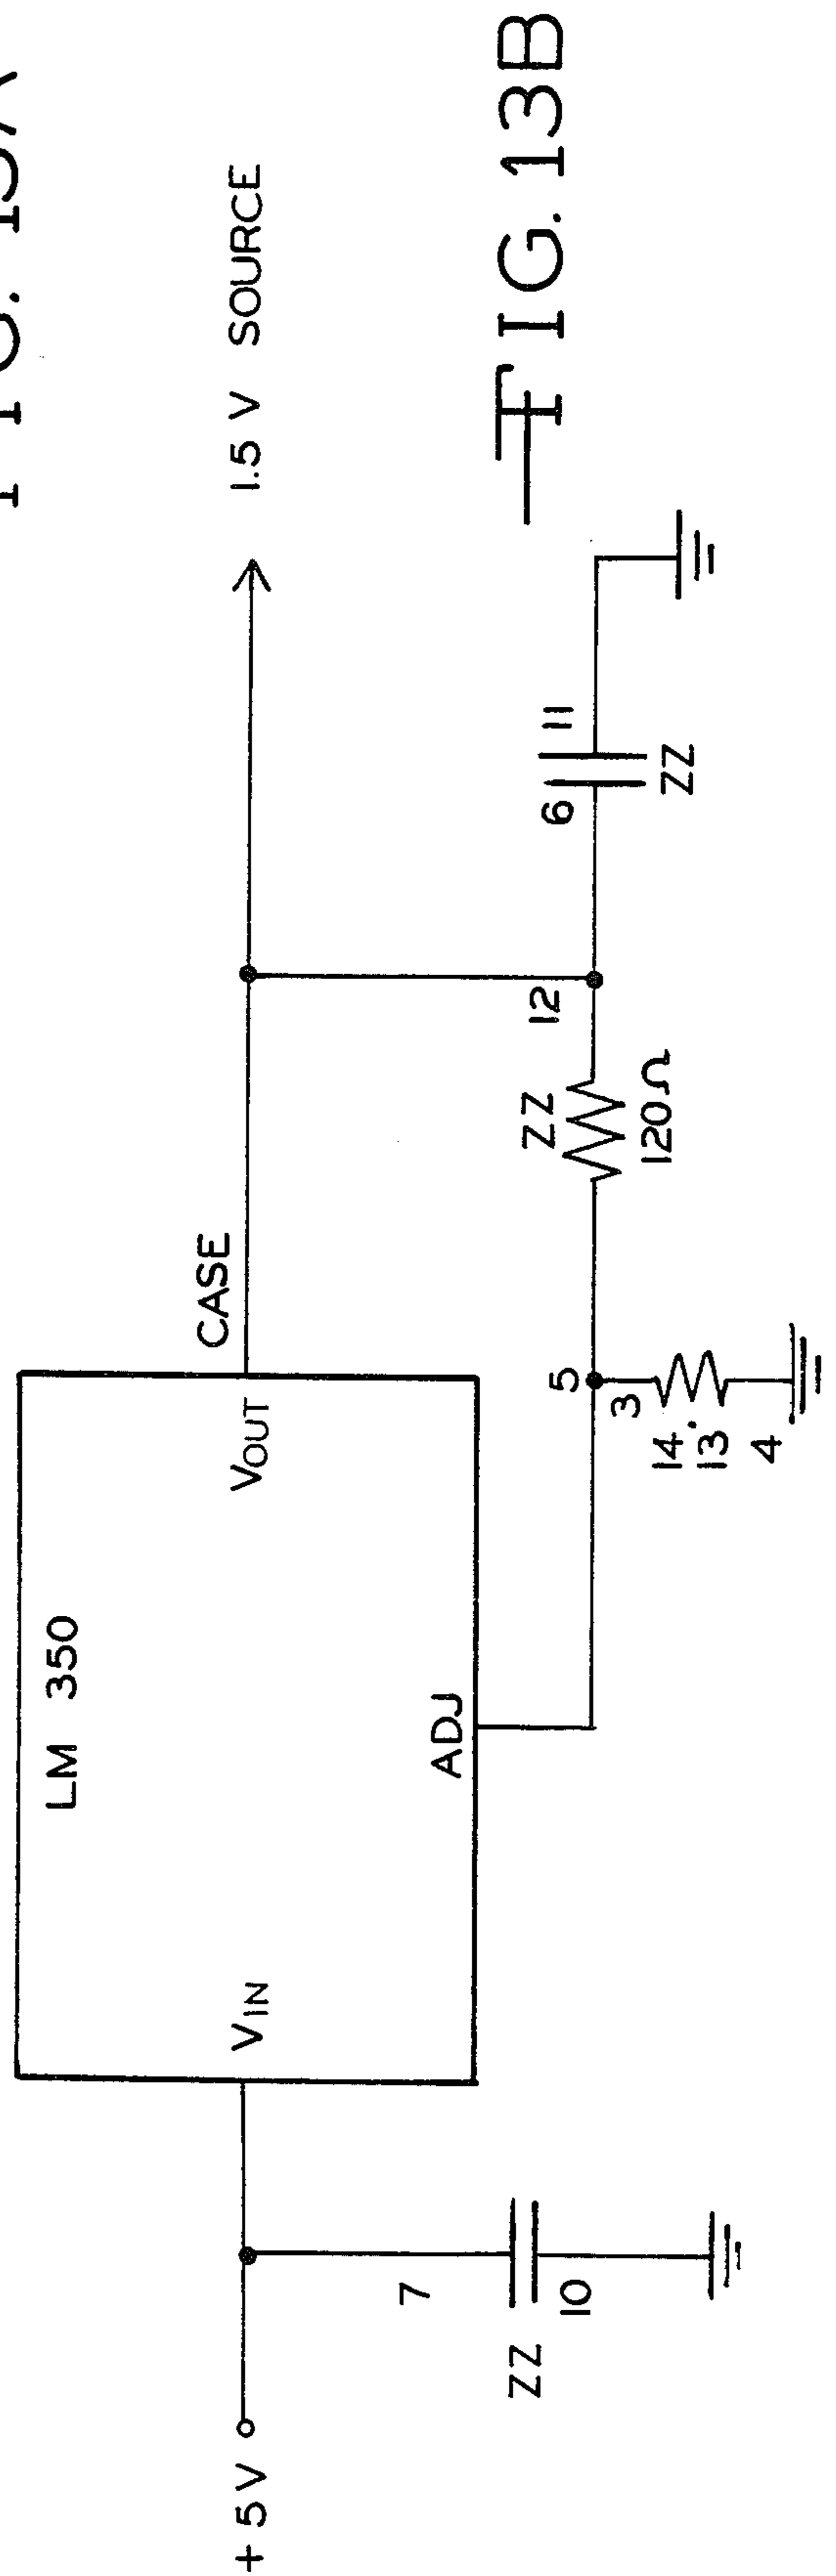 LM 350
VIN
VOUT
ADJ
CASE
+ 5V
1.5 V SOURCE
7
10
ZZ
5
3
14,
13
4
ZZ
120Ω
12
6
11
ZZ
FIG. 13B